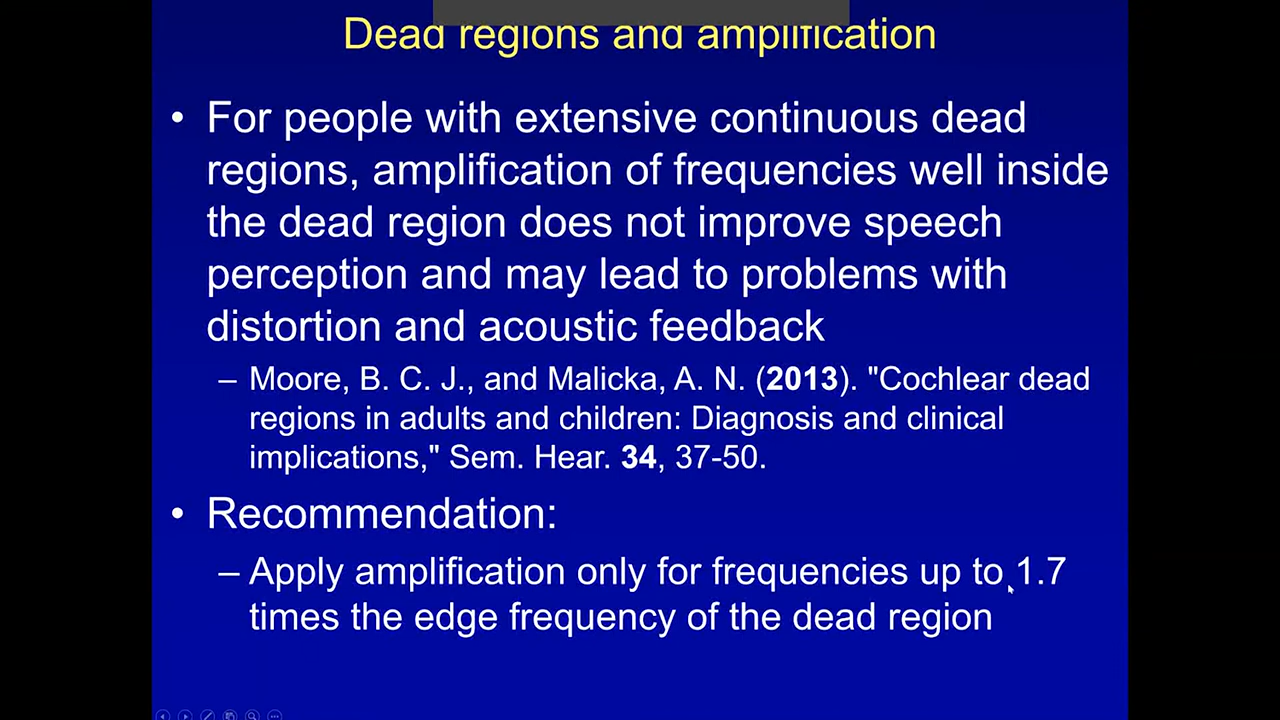 Dead regions and amplification
• For people with extensive continuous dead
regions, amplification of frequencies well inside
the dead region does not improve speech
perception and may lead to problems with
distortion and acoustic feedback
– Moore, B. C. J., and Malicka, A. N. (2013). "Cochlear dead
regions in adults and children: Diagnosis and clinical
implications," Sem. Hear. 34, 37-50.
• Recommendation:
– Apply amplification only for frequencies up to 1.7
times the edge frequency of the dead region